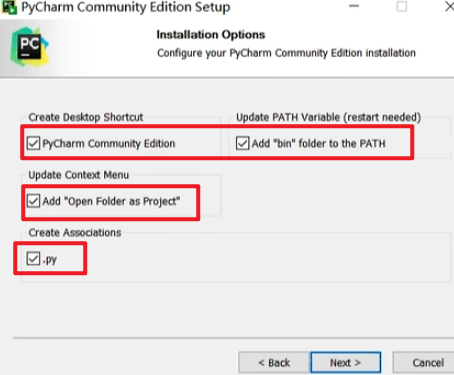 PyCharm Community Edition Setup
PC
Installation Options
Configure your PyCharm Community Edition installation
Create Desktop Shortcut
Update PATH Variable (restart needed)
PyCharm Community Edition
Add "bin" folder to the PATH
Update Context Menu
Add "Open Folder as Project"
Create Associations
.py
< Back
Next >
Cancel